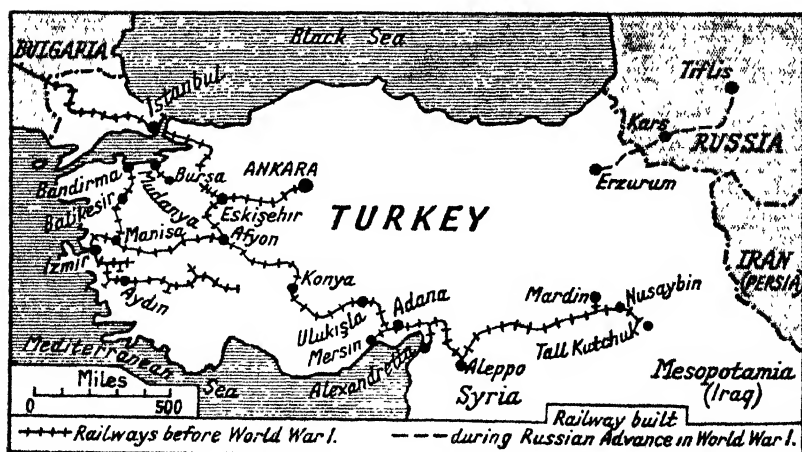 Black Sea
BULGARIA
Istanbul
Tiflis
Kars
RUSSIA
Erzurum
Bandirma
Bursa
ANKARA
Mudanya
Balikesir
Eskişehir
TURKEY
Manisa
Afyon
Izmir
IRAN
(PERSIA)
Aydin
Konya
Mardin
Nusaybin
Ulukışla
Adana
Mersin
Tall Kutchuk
Mediterranean
Sea
Alexandretta
Aleppo
Syria
Mesopotamia
(Iraq)
Miles
0 500
Railway built
Railways before World War I.
during Russian Advance in World War I.